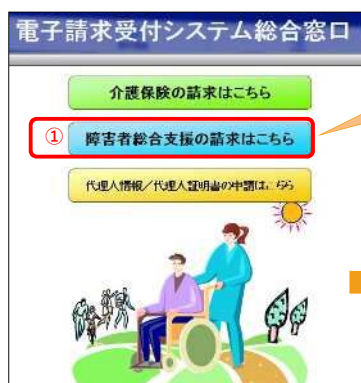 電子請求受付システム総合窓口
介護保険の請求はこちら
① 障害者総合支援の請求はこちら
代理人情報/代理人証明書の申請はこちら